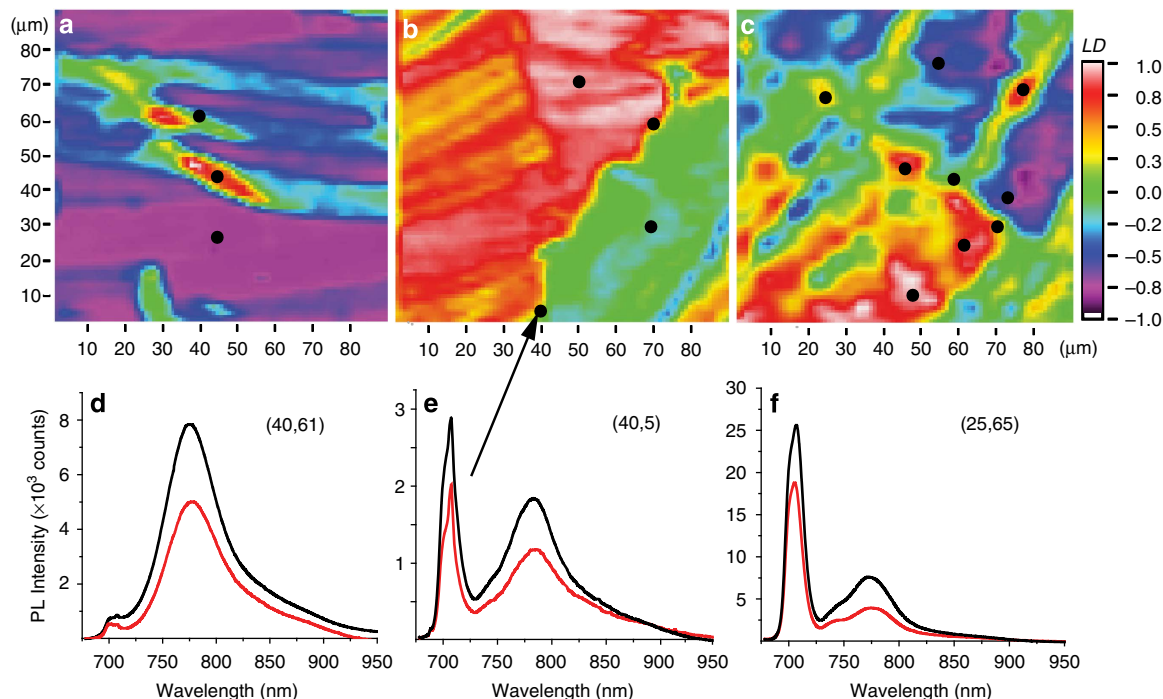 (μm)
a
b
c
LD
80
70
60
50
40
30
20
10
1.0
0.8
0.5
0.3
0.0
–0.2
–0.5
–0.8
–1.0
10 20 30 40 50 60 70 80
10 20 30 40 50 60 70 80
10 20 30 40 50 60 70 80 (μm)
d
(40,61)
e
(40,5)
f
(25,65)
PL Intensity (×10³ counts)
8
6
4
2
3
2
1
0
30
25
20
15
10
5
700 750 800 850 900 950
700 750 800 850 900 950
700 750 800 850 900 950
Wavelength (nm)
Wavelength (nm)
Wavelength (nm)